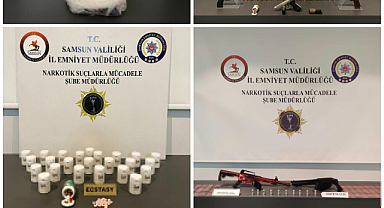 T.C.
SAMSUN VALİLİĞİ
İL EMNİYET MÜDÜRLÜĞÜ
NARKOTİK SUÇLARLA MÜCADELE
ŞUBE MÜDÜRLÜĞÜ
ECSTASY
T.C.
SAMSUN VALİLİĞİ
İL EMNİYET MÜDÜRLÜĞÜ
NARKOTİK SUÇLARLA MÜCADELE
ŞUBE MÜDÜRLÜĞÜ